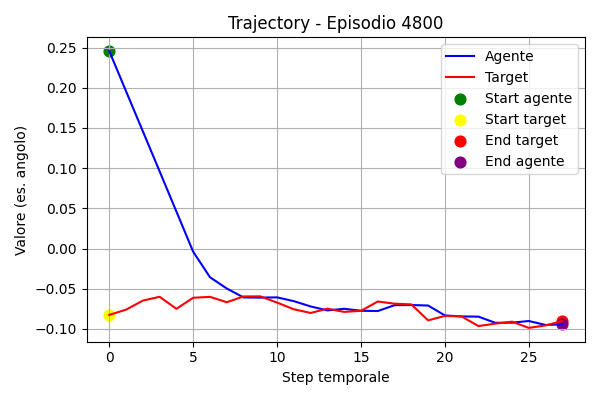 Trajectory - Episodio 4800
Valore (es. angolo)
0.25
0.20
0.15
0.10
0.05
0.00
−0.05
−0.10
Agente
Target
Start agente
Start target
End target
End agente
0
5
10
15
20
25
Step temporale